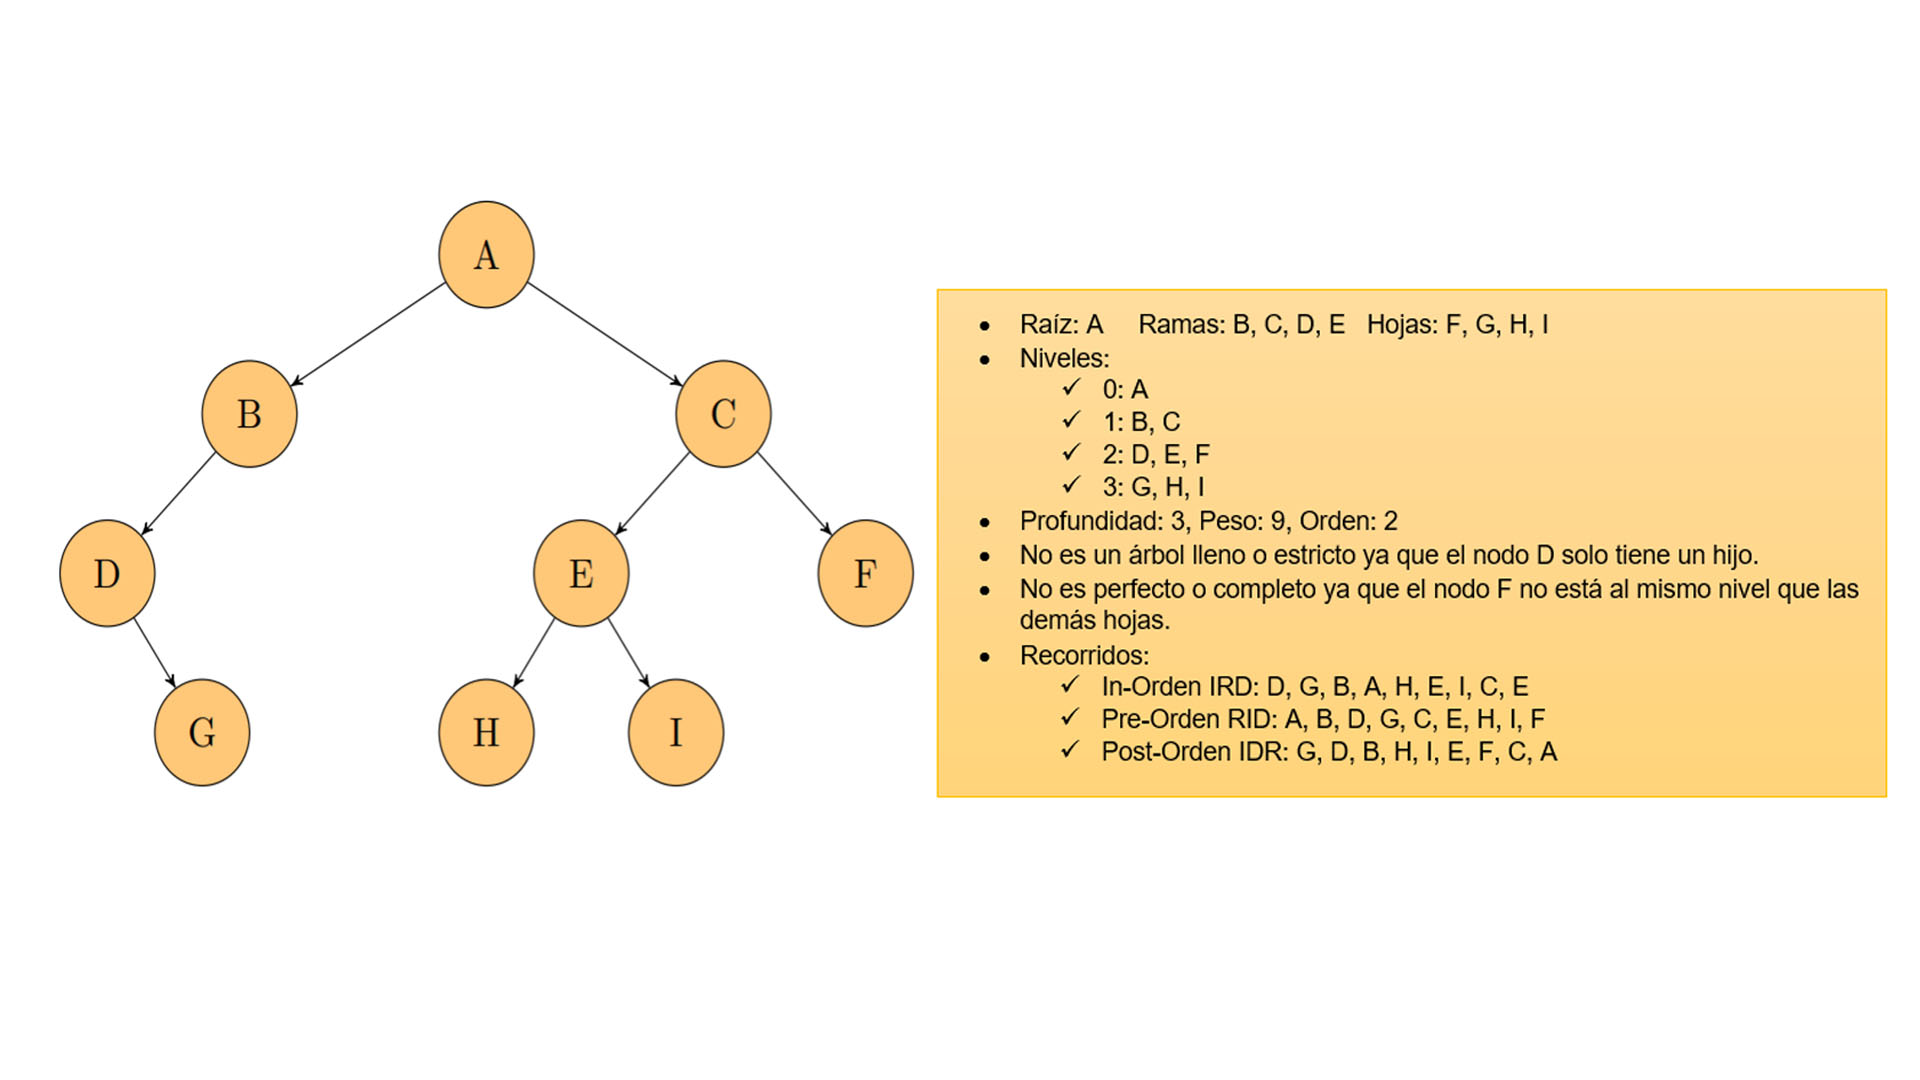 A
B
C
D
E
F
G
H
I
Raíz: A Ramas: B, C, D, E Hojas: F, G, H, I
Niveles:
0: A
1: B, C
2: D, E, F
3: G, H, I
Profundidad: 3, Peso: 9, Orden: 2
No es un árbol lleno o estricto ya que el nodo D solo tiene un hijo.
No es perfecto o completo ya que el nodo F no está al mismo nivel que las
demás hojas.
Recorridos:
In-Orden IRD: D, G, B, A, H, E, I, C, E
Pre-Orden RID: A, B, D, G, C, E, H, I, F
Post-Orden IDR: G, D, B, H, I, E, F, C, A